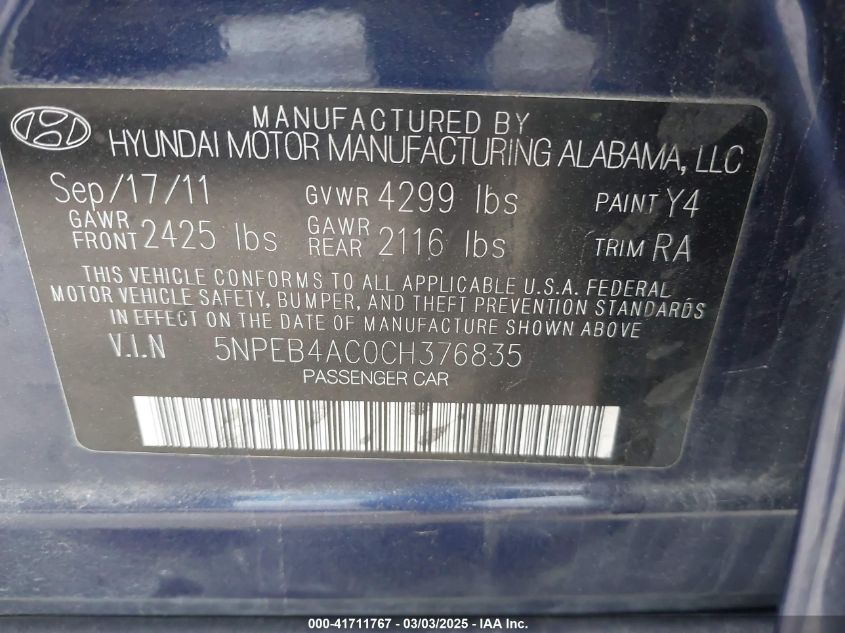 MANUFACTURED BY
HYUNDAI MOTOR MANUFACTURING ALABAMA, LLC
Sep/17/11 GVWR 4299 lbs PAINT Y4
GAWR FRONT 2425 lbs GAWR REAR 2116 lbs TRIM RA
THIS VEHICLE CONFORMS TO ALL APPLICABLE U.S.A. FEDERAL
MOTOR VEHICLE SAFETY, BUMPER, AND THEFT PREVENTION STANDARDS
IN EFFECT ON THE DATE OF MANUFACTURE SHOWN ABOVE
V.I.N 5NPEB4AC0CH376835
PASSENGER CAR
000-41711767 - 03/03/2025 - IAA Inc.